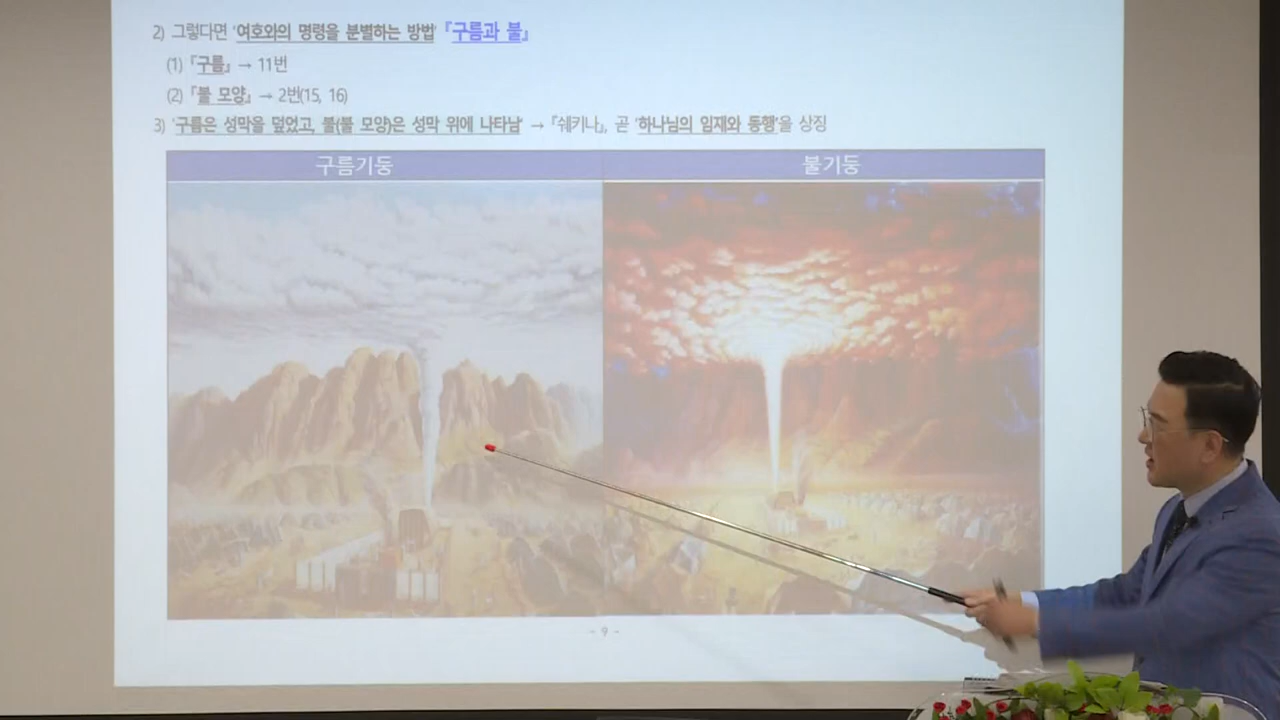 2) 그렇다면 '여호와의 명령을 분별하는 방법' 『구름과 불』
(1) 『구름』 → 11번
(2) 『불 모양』 → 2번(15, 16)
3) '구름은 성막을 덮었고, 불(불 모양)은 성막 위에 나타남' → 『쉐키나』, 곧 '하나님의 임재와 동행'을 상징
구름기둥 불기둥
- 9 -